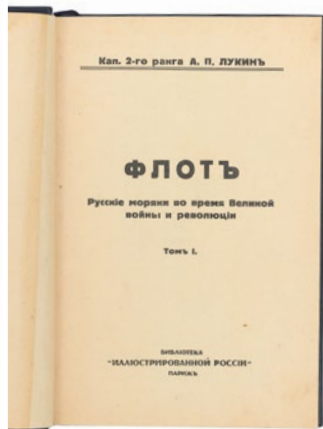 Кап. 2-го ранга А. П. ЛУКИНЪ
ФЛОТЪ
Русскіе моряки во время Великой
войны и революціи
Томъ I.
БИБЛІОТЕКА
"ИЛЛЮСТРИРОВАННОЙ РОССІИ"
ПАРИЖЪ